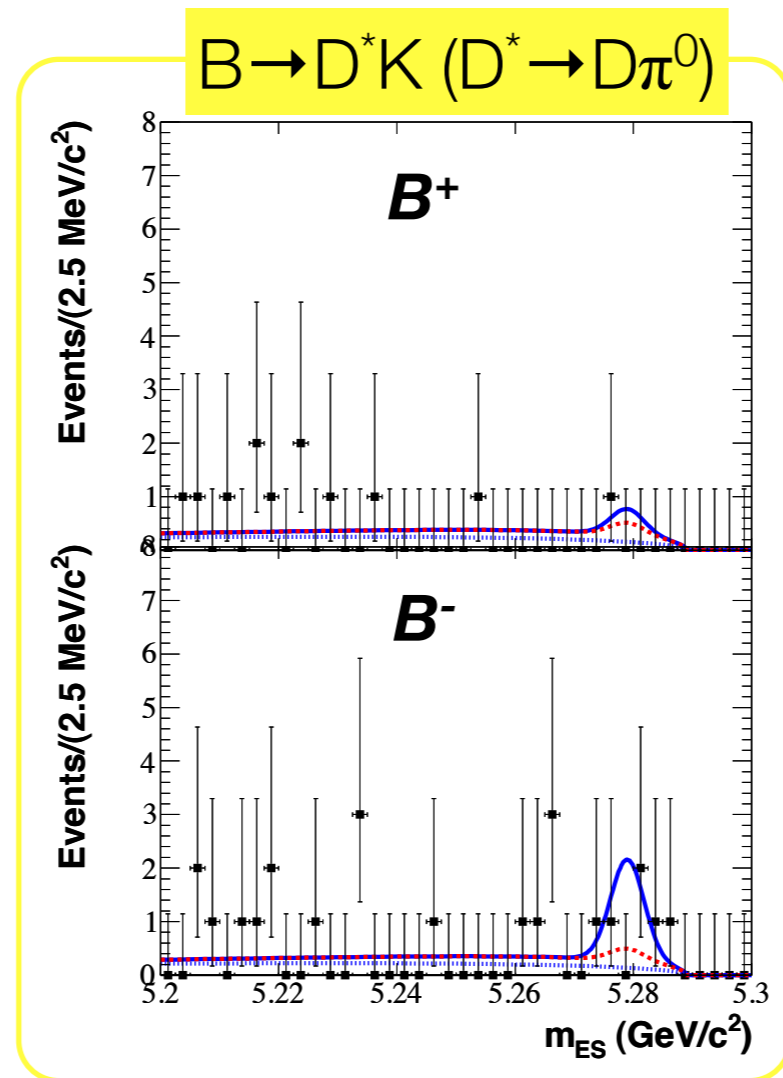 B→D*K (D*→Dπ⁰)
Events/(2.5 MeV/c²)
8
7
6
5
4
3
2
1
B⁺
Events/(2.5 MeV/c²)
7
6
5
4
3
2
1
0
B⁻
5.2 5.22 5.24 5.26 5.28 5.3
m_ES (GeV/c²)